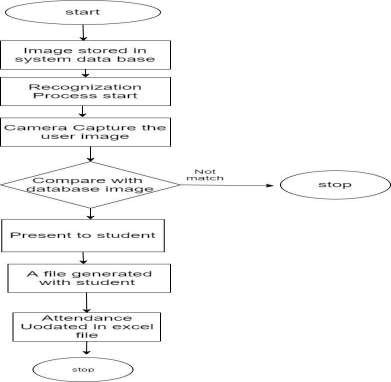 start
Image stored in
system data base
Recognization
Process start
Camera Capture the
user image
Compare with
database image
Not
match
stop
Present to student
A file generated
with student
Attendance
Uodated in excel
file
stop